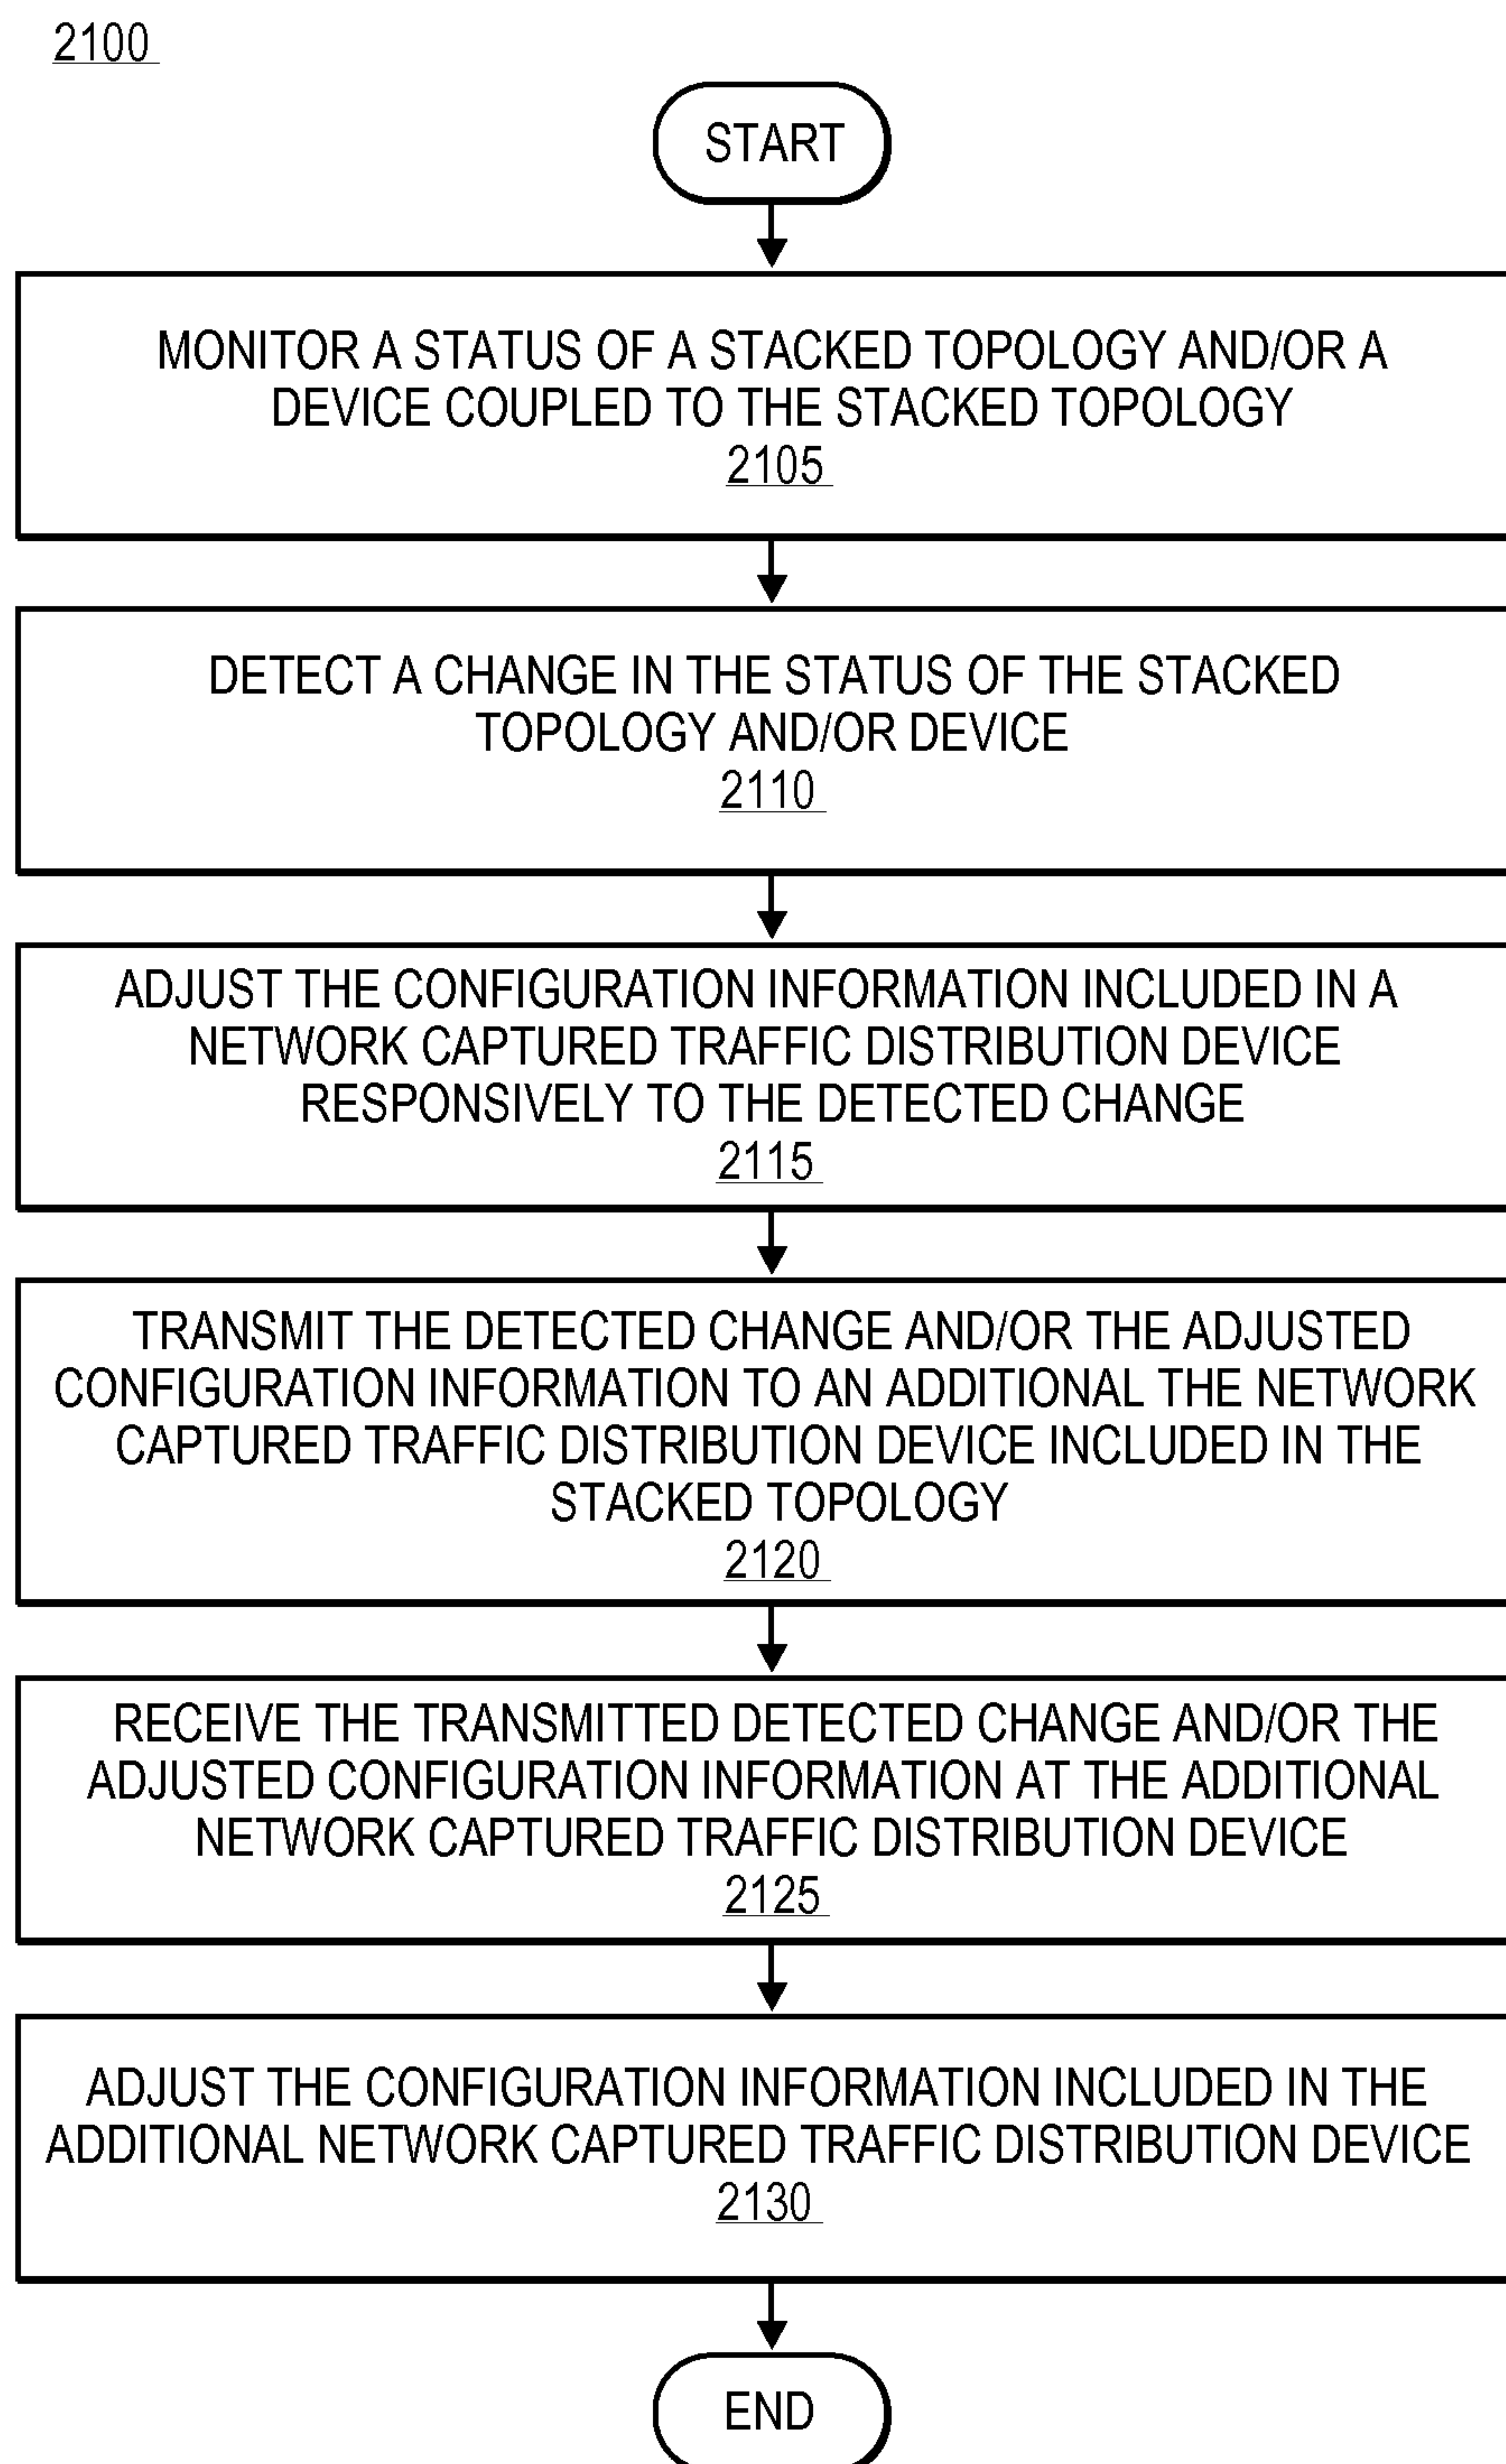 2100
START
MONITOR A STATUS OF A STACKED TOPOLOGY AND/OR A
DEVICE COUPLED TO THE STACKED TOPOLOGY
2105
DETECT A CHANGE IN THE STATUS OF THE STACKED
TOPOLOGY AND/OR DEVICE
2110
ADJUST THE CONFIGURATION INFORMATION INCLUDED IN A
NETWORK CAPTURED TRAFFIC DISTRIBUTION DEVICE
RESPONSIVELY TO THE DETECTED CHANGE
2115
TRANSMIT THE DETECTED CHANGE AND/OR THE ADJUSTED
CONFIGURATION INFORMATION TO AN ADDITIONAL THE NETWORK
CAPTURED TRAFFIC DISTRIBUTION DEVICE INCLUDED IN THE
STACKED TOPOLOGY
2120
RECEIVE THE TRANSMITTED DETECTED CHANGE AND/OR THE
ADJUSTED CONFIGURATION INFORMATION AT THE ADDITIONAL
NETWORK CAPTURED TRAFFIC DISTRIBUTION DEVICE
2125
ADJUST THE CONFIGURATION INFORMATION INCLUDED IN THE
ADDITIONAL NETWORK CAPTURED TRAFFIC DISTRIBUTION DEVICE
2130
END